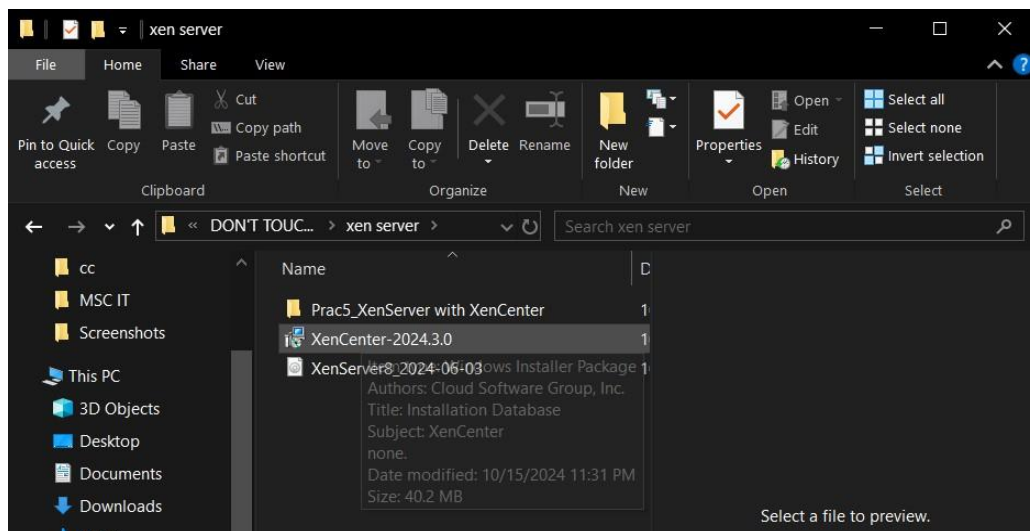 xen server
File Home Share View
Pin to Quick access
Copy
Paste
Cut
Copy path
Paste shortcut
Clipboard
Move to
Copy to
Delete
Rename
Organize
New folder
New
Properties
Open
Edit
History
Open
Select all
Select none
Invert selection
Select
« DON'T TOUC... > xen server >
Search xen server
cc
MSC IT
Screenshots
This PC
3D Objects
Desktop
Documents
Downloads
Name
D
Prac5_XenServer with XenCenter
XenCenter-2024.3.0
XenServer8_2024-06-03
Item type: Windows Installer Package
Authors: Cloud Software Group, Inc.
Title: Installation Database
Subject: XenCenter
none.
Date modified: 10/15/2024 11:31 PM
Size: 40.2 MB
Select a file to preview.